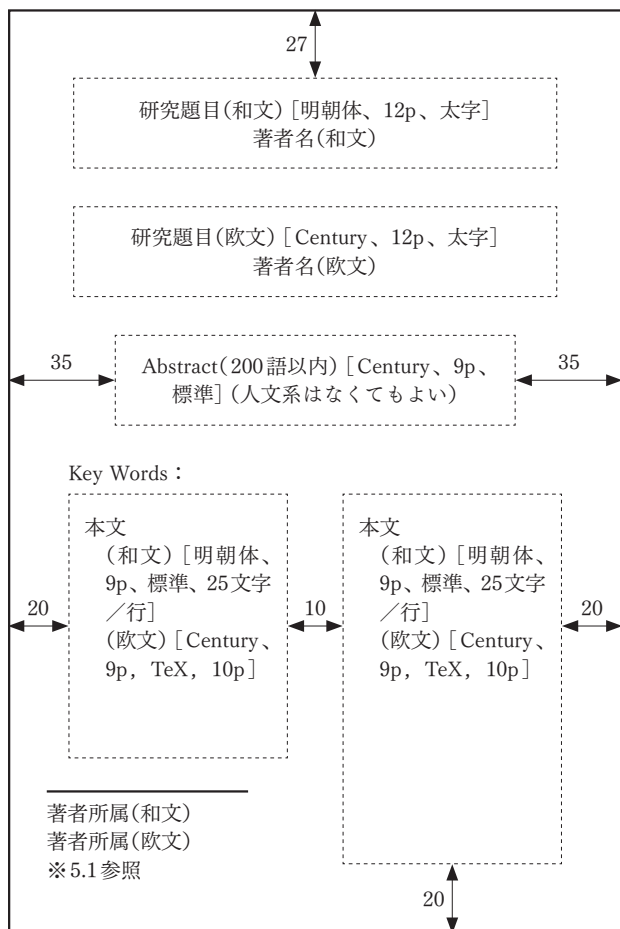 27
研究題目(和文)[明朝体、12p、太字]
著者名(和文)
研究題目(欧文)[Century、12p、太字]
著者名(欧文)
35
Abstract(200語以内)[Century、9p、
標準](人文系はなくてもよい)
35
Key Words：
本文
(和文)[明朝体、
9p、標準、25文字
／行]
(欧文)[Century、
9p，TeX，10p]
20
10
本文
(和文)[明朝体、
9p、標準、25文字
／行]
(欧文)[Century、
9p，TeX，10p]
20
著者所属(和文)
著者所属(欧文)
※5.1参照
20